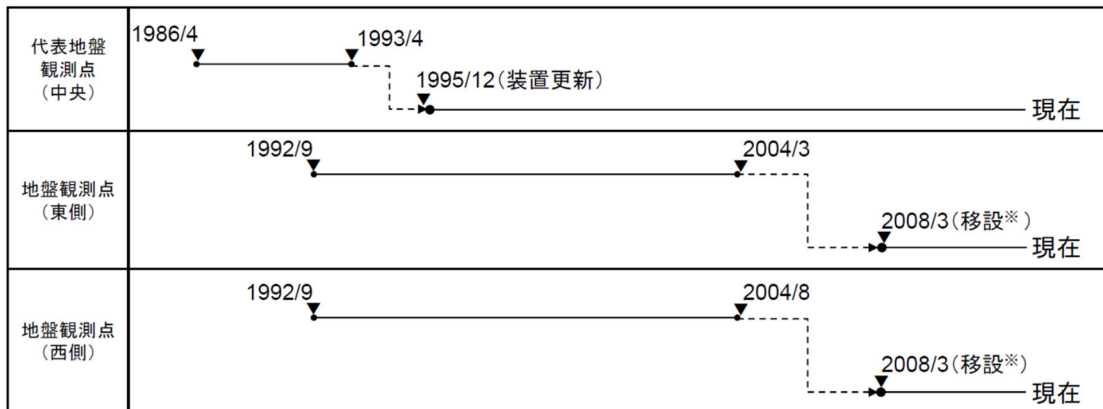 代表地盤
観測点
（中央）
1986/4
1993/4
1995/12（装置更新）
現在
地盤観測点
（東側）
1992/9
2004/3
2008/3（移設※）
現在
地盤観測点
（西側）
1992/9
2004/8
2008/3（移設※）
現在